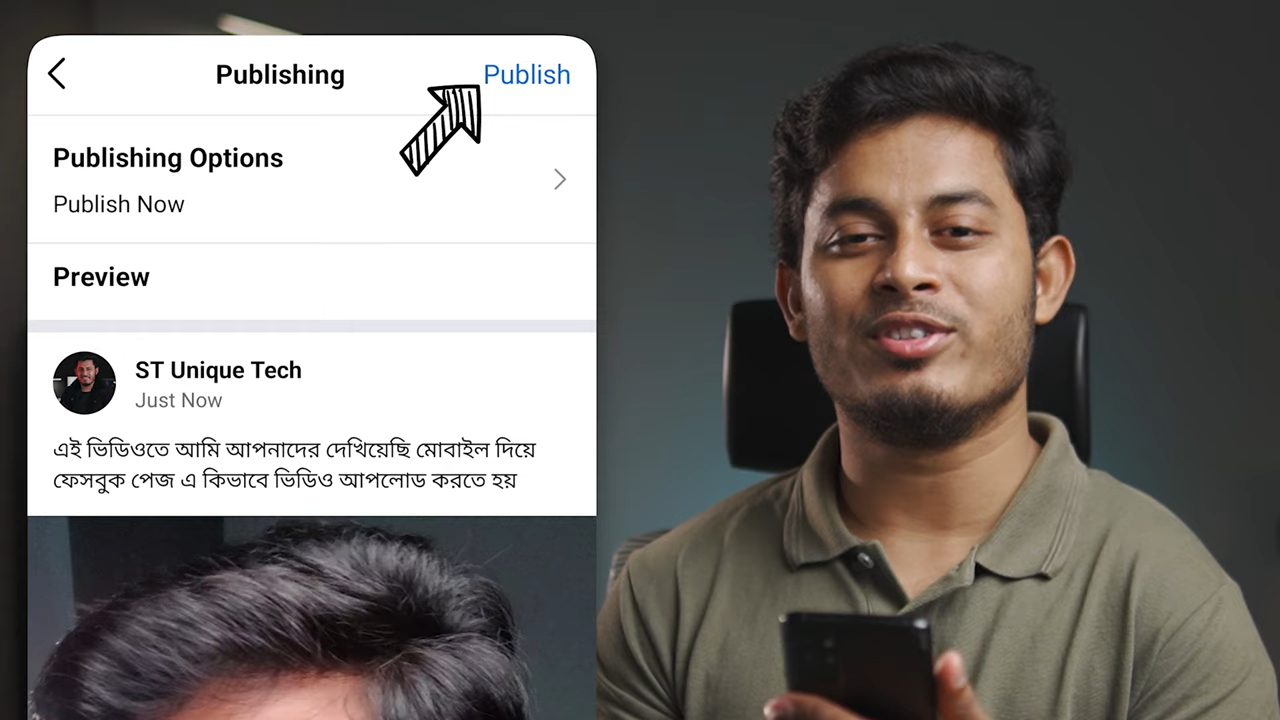 Publishing
Publish
Publishing Options
Publish Now
Preview
ST Unique Tech
Just Now
এই ভিডিওতে আমি আপনাদের দেখিয়েছি মোবাইল দিয়ে
ফেসবুক পেজ এ কিভাবে ভিডিও আপলোড করতে হয়